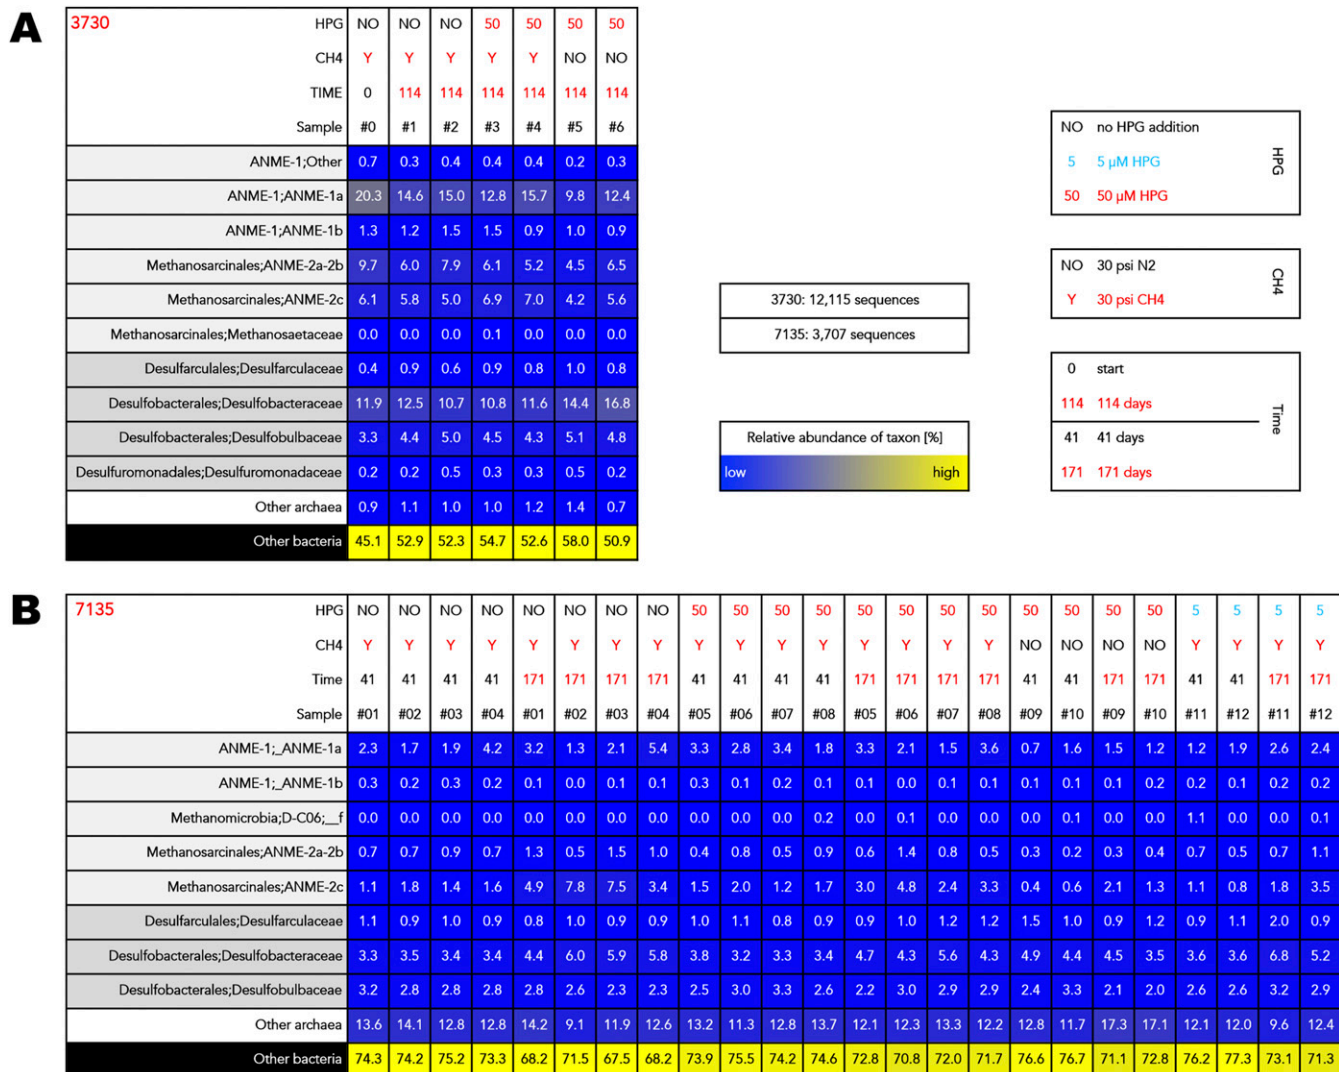 A
3730 HPG NO NO NO 50 50 50 50
CH4 Y Y Y Y Y NO NO
TIME 0 114 114 114 114 114 114
Sample #0 #1 #2 #3 #4 #5 #6
ANME-1;Other 0.7 0.3 0.4 0.4 0.4 0.2 0.3
ANME-1;ANME-1a 20.3 14.6 15.0 12.8 15.7 9.8 12.4
ANME-1;ANME-1b 1.3 1.2 1.5 1.5 0.9 1.0 0.9
Methanosarcinales;ANME-2a-2b 9.7 6.0 7.9 6.1 5.2 4.5 6.5
Methanosarcinales;ANME-2c 6.1 5.8 5.0 6.9 7.0 4.2 5.6
Methanosarcinales;Methanosaetaceae 0.0 0.0 0.0 0.1 0.0 0.0 0.0
Desulfarculales;Desulfarculaceae 0.4 0.9 0.6 0.9 0.8 1.0 0.8
Desulfobacterales;Desulfobacteraceae 11.9 12.5 10.7 10.8 11.6 14.4 16.8
Desulfobacterales;Desulfobulbaceae 3.3 4.4 5.0 4.5 4.3 5.1 4.8
Desulfuromonadales;Desulfuromonadaceae 0.2 0.2 0.5 0.3 0.3 0.5 0.2
Other archaea 0.9 1.1 1.0 1.0 1.2 1.4 0.7
Other bacteria 45.1 52.9 52.3 54.7 52.6 58.0 50.9
3730: 12,115 sequences
7135: 3,707 sequences
Relative abundance of taxon [%]
low high
NO no HPG addition
5 5 µM HPG
50 50 µM HPG
HPG
NO 30 psi N2
Y 30 psi CH4
CH4
0 start
114 114 days
41 41 days
171 171 days
Time
B
7135 HPG NO NO NO NO NO NO NO NO 50 50 50 50 50 50 50 50 50 50 50 50 5 5 5 5
CH4 Y Y Y Y Y Y Y Y Y Y Y Y Y Y Y Y NO NO NO NO Y Y Y Y
Time 41 41 41 41 171 171 171 171 41 41 41 41 171 171 171 171 41 41 171 171 41 41 171 171
Sample #01 #02 #03 #04 #01 #02 #03 #04 #05 #06 #07 #08 #05 #06 #07 #08 #09 #10 #09 #10 #11 #12 #11 #12
ANME-1;_ANME-1a 2.3 1.7 1.9 4.2 3.2 1.3 2.1 5.4 3.3 2.8 3.4 1.8 3.3 2.1 1.5 3.6 0.7 1.6 1.5 1.2 1.2 1.9 2.6 2.4
ANME-1;_ANME-1b 0.3 0.2 0.3 0.2 0.1 0.0 0.1 0.1 0.3 0.1 0.2 0.1 0.1 0.0 0.1 0.1 0.1 0.1 0.1 0.2 0.2 0.1 0.2 0.2
Methanomicrobia;D-C06;__f 0.0 0.0 0.0 0.0 0.0 0.0 0.0 0.0 0.0 0.0 0.0 0.2 0.0 0.1 0.0 0.0 0.0 0.1 0.0 0.0 1.1 0.0 0.0 0.1
Methanosarcinales;ANME-2a-2b 0.7 0.7 0.9 0.7 1.3 0.5 1.5 1.0 0.4 0.8 0.5 0.9 0.6 1.4 0.8 0.5 0.3 0.2 0.3 0.4 0.7 0.5 0.7 1.1
Methanosarcinales;ANME-2c 1.1 1.8 1.4 1.6 4.9 7.8 7.5 3.4 1.5 2.0 1.2 1.7 3.0 4.8 2.4 3.3 0.4 0.6 2.1 1.3 1.1 0.8 1.8 3.5
Desulfarculales;Desulfarculaceae 1.1 0.9 1.0 0.9 0.8 1.0 0.9 0.9 1.0 1.1 0.8 0.9 0.9 1.0 1.2 1.2 1.5 1.0 0.9 1.2 0.9 1.1 2.0 0.9
Desulfobacterales;Desulfobacteraceae 3.3 3.5 3.4 3.4 4.4 6.0 5.9 5.8 3.8 3.2 3.3 3.4 4.7 4.3 5.6 4.3 4.9 4.4 4.5 3.5 3.6 3.6 6.8 5.2
Desulfobacterales;Desulfobulbaceae 3.2 2.8 2.8 2.8 2.8 2.6 2.3 2.3 2.5 3.0 3.3 2.6 2.2 3.0 2.9 2.9 2.4 3.3 2.1 2.0 2.6 2.6 3.2 2.9
Other archaea 13.6 14.1 12.8 12.8 14.2 9.1 11.9 12.6 13.2 11.3 12.8 13.7 12.1 12.3 13.3 12.2 12.8 11.7 17.3 17.1 12.1 12.0 9.6 12.4
Other bacteria 74.3 74.2 75.2 73.3 68.2 71.5 67.5 68.2 73.9 75.5 74.2 74.6 72.8 70.8 72.0 71.7 76.6 76.7 71.1 72.8 76.2 77.3 73.1 71.3